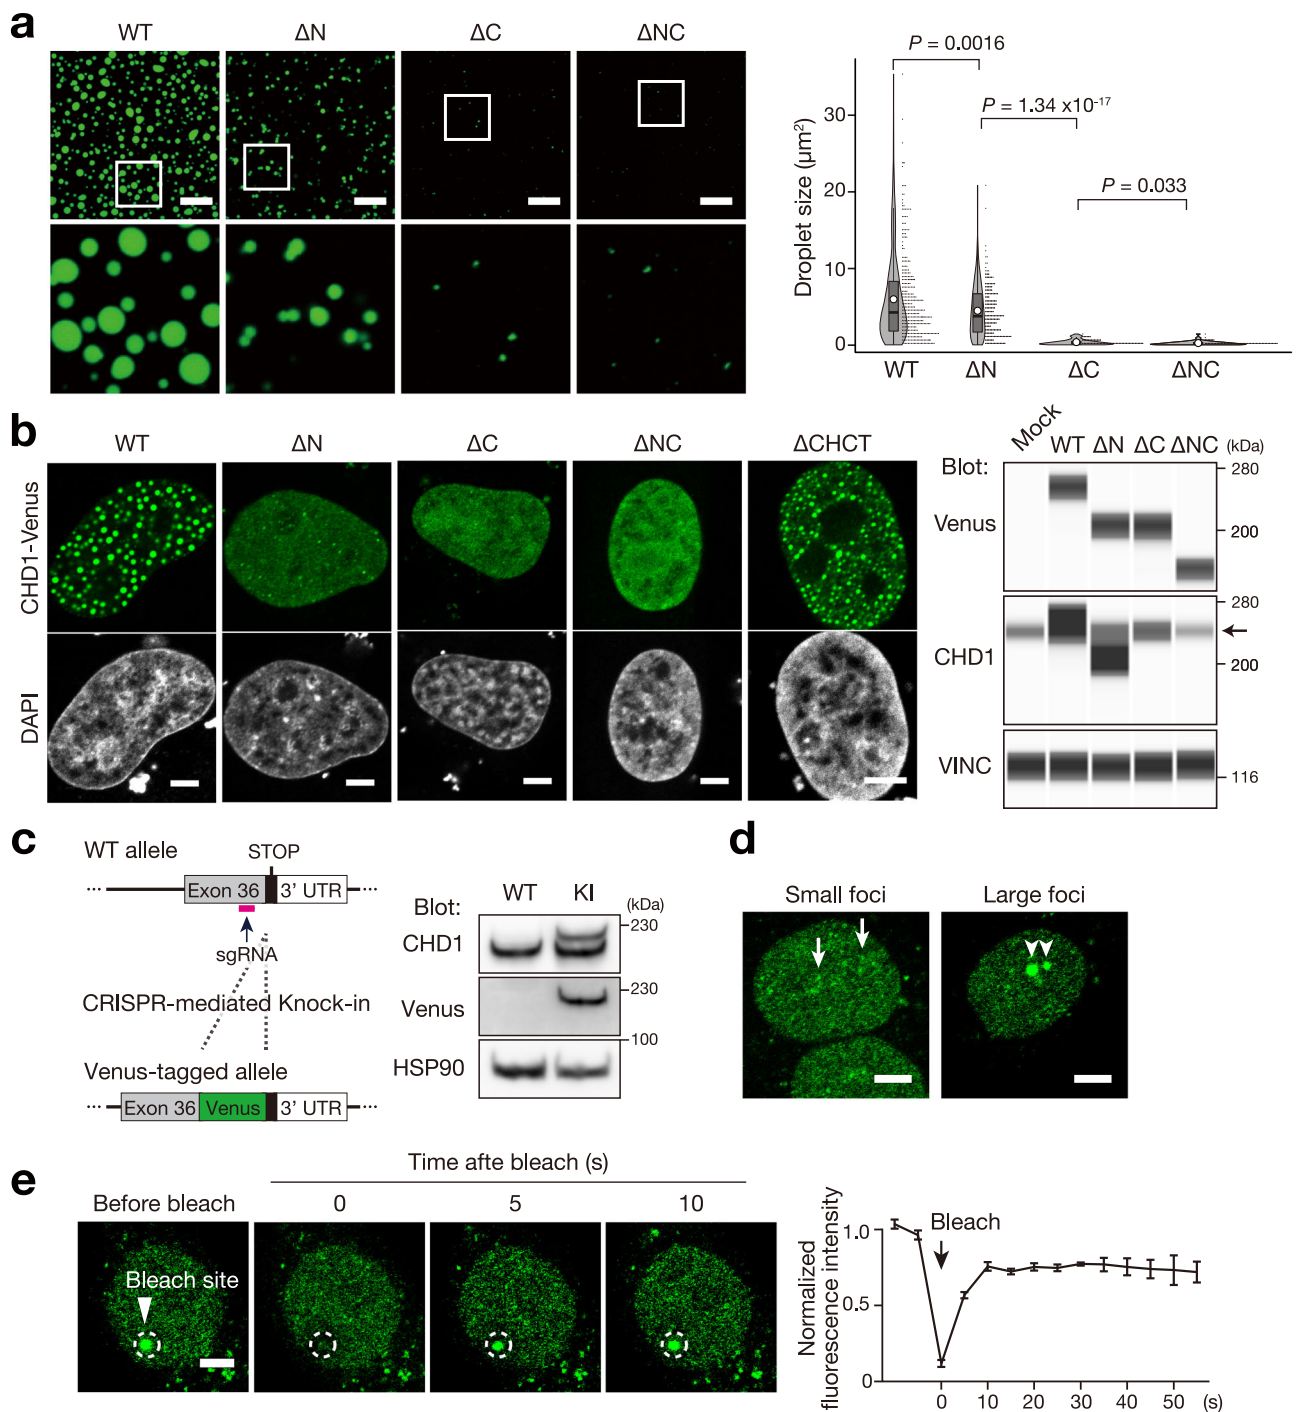 a
WT ΔN ΔC ΔNC
P = 0.0016
P = 1.34 x10-17
P = 0.033
Droplet size (μm²)
30
20
10
0
WT ΔN ΔC ΔNC
b
WT ΔN ΔC ΔNC ΔCHCT
CHD1-Venus
DAPI
Mock WT ΔN ΔC ΔNC (kDa)
Blot:
Venus
280
200
CHD1
280
200
VINC
116
c
WT allele
STOP
··· Exon 36 3' UTR ···
sgRNA
CRISPR-mediated Knock-in
Venus-tagged allele
··· Exon 36 Venus 3' UTR ···
WT KI
Blot: (kDa)
CHD1
230
Venus
230
100
HSP90
d
Small foci Large foci
e
Time afte bleach (s)
Before bleach 0 5 10
Bleach site
Normalized
fluorescence intensity
1.0
0.5
0
Bleach
0 10 20 30 40 50 (s)